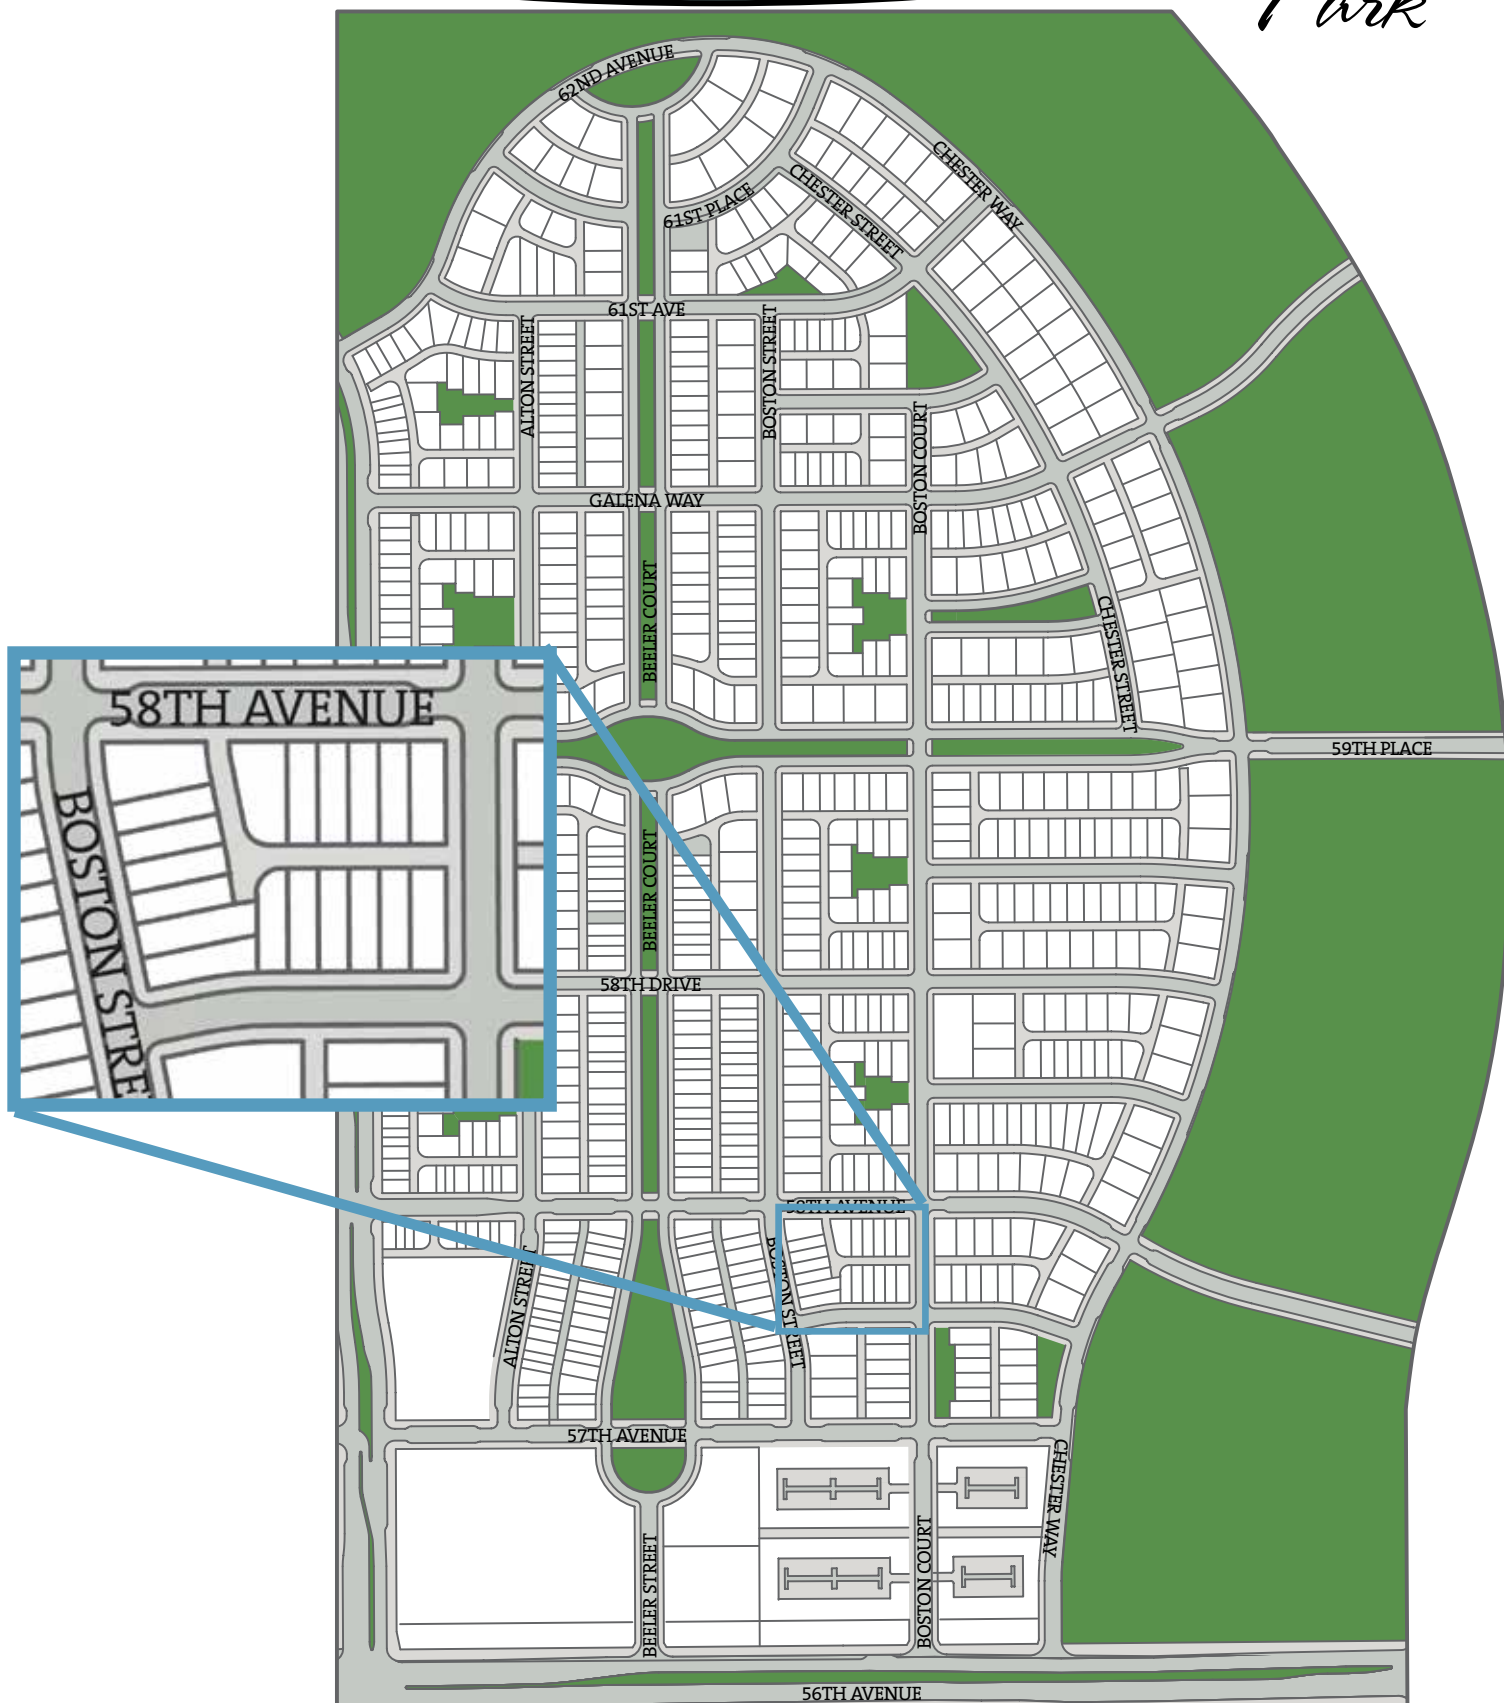 Park
62ND AVENUE
CHESTER WAY
61ST PLACE
CHESTER STREET
61ST AVE
ALTON STREET
BOSTON STREET
BOSTON COURT
GALENA WAY
BEELER COURT
CHESTER STREET
58TH AVENUE
59TH PLACE
BOSTON STRE
BEELER COURT
58TH DRIVE
58TH AVENUE
ALTON STREET
BOSTON STREET
57TH AVENUE
CHESTER WAY
BEELER STREET
BOSTON COURT
56TH AVENUE